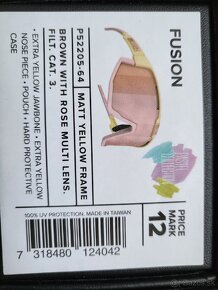 FUSION
P52205-64
MATT YELLOW FRAME
BROWN WITH ROSE MULTI LENS.
FILT. CAT. 3.
• EXTRA YELLOW JAWBONE • EXTRA YELLOW
NOSE PIECE • POUCH • HARD PROTECTIVE
CASE
PRICE
MARK
12
100% UV PROTECTION. MADE IN TAIWAN
7 318480 124042